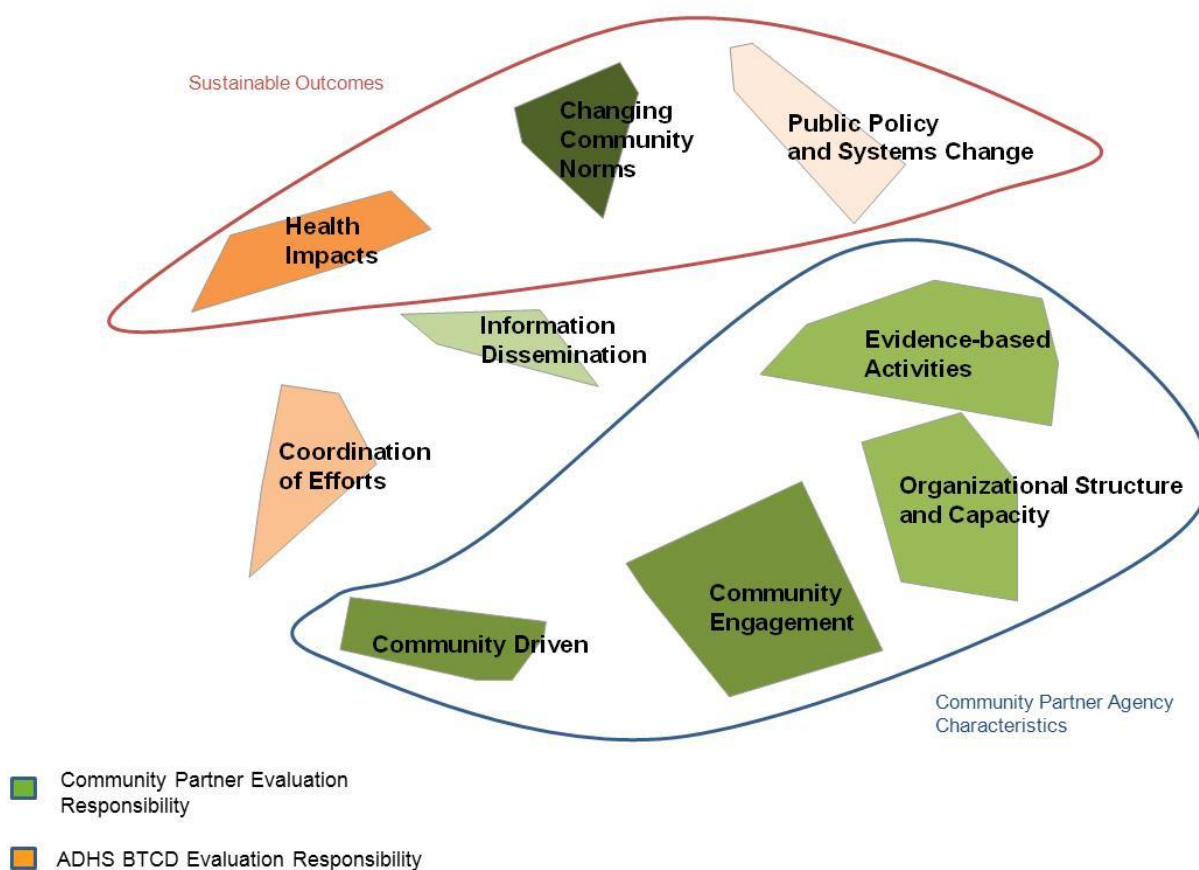 Sustainable Outcomes
Changing
Community
Norms
Public Policy
and Systems Change
Health
Impacts
Information
Dissemination
Evidence-based
Activities
Coordination
of Efforts
Organizational Structure
and Capacity
Community
Engagement
Community Driven
Community Partner Agency
Characteristics
Community Partner Evaluation
Responsibility
ADHS BTCD Evaluation Responsibility